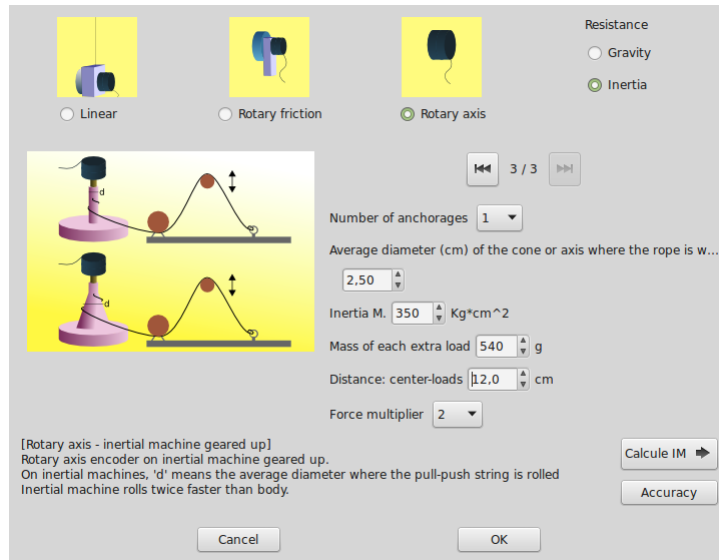 Resistance
Gravity
Inertia
Linear
Rotary friction
Rotary axis
3 / 3
d
d
Number of anchorages 1
Average diameter (cm) of the cone or axis where the rope is w...
2,50
Inertia M. 350 Kg*cm^2
Mass of each extra load 540 g
Distance: center-loads 12,0 cm
Force multiplier 2
[Rotary axis - inertial machine geared up]
Rotary axis encoder on inertial machine geared up.
On inertial machines, 'd' means the average diameter where the pull-push string is rolled
Inertial machine rolls twice faster than body.
Calcule IM
Accuracy
Cancel
OK